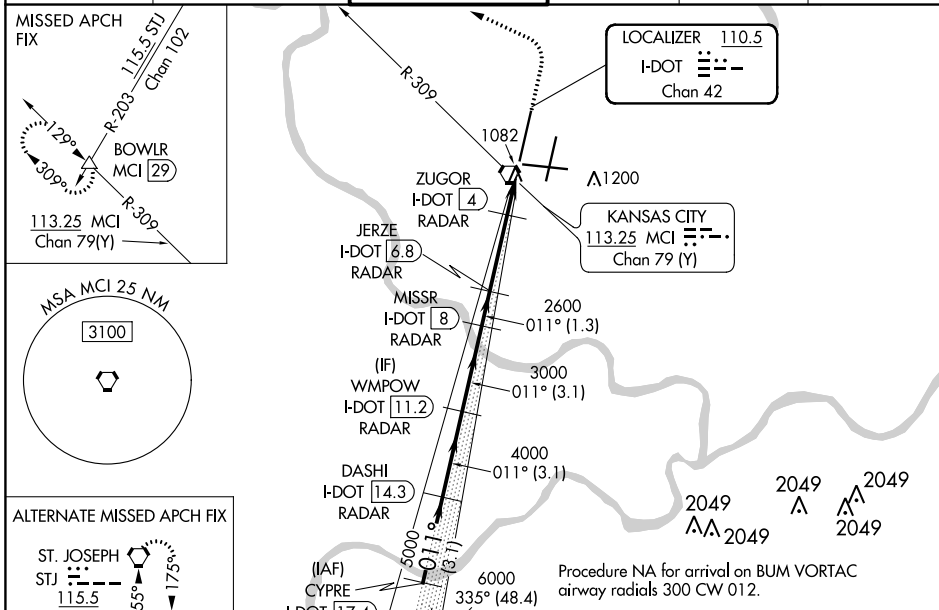 MISSED APCH
FIX
115.5 STJ
Chan 102
R-203
129°
309°
BOWLR
MCI 29
R-309
113.25 MCI
Chan 79(Y)
MSA MCI 25 NM
3100
ALTERNATE MISSED APCH FIX
ST. JOSEPH
STJ
115.5
175°
55°
R-309
LOCALIZER 110.5
I-DOT
Chan 42
1082
1200
KANSAS CITY
113.25 MCI
Chan 79 (Y)
ZUGOR
I-DOT 4
RADAR
JERZE
I-DOT 6.8
RADAR
MISSR
I-DOT 8
RADAR
2600
011° (1.3)
(IF)
WMPOW
I-DOT 11.2
RADAR
3000
011° (3.1)
DASHI
I-DOT 14.3
RADAR
4000
011° (3.1)
5000
011°
(3.1)
(IAF)
CYPRE
I-DOT 17.4
6000
335° (48.4)
2049
2049
2049
2049
2049
Procedure NA for arrival on BUM VORTAC
airway radials 300 CW 012.